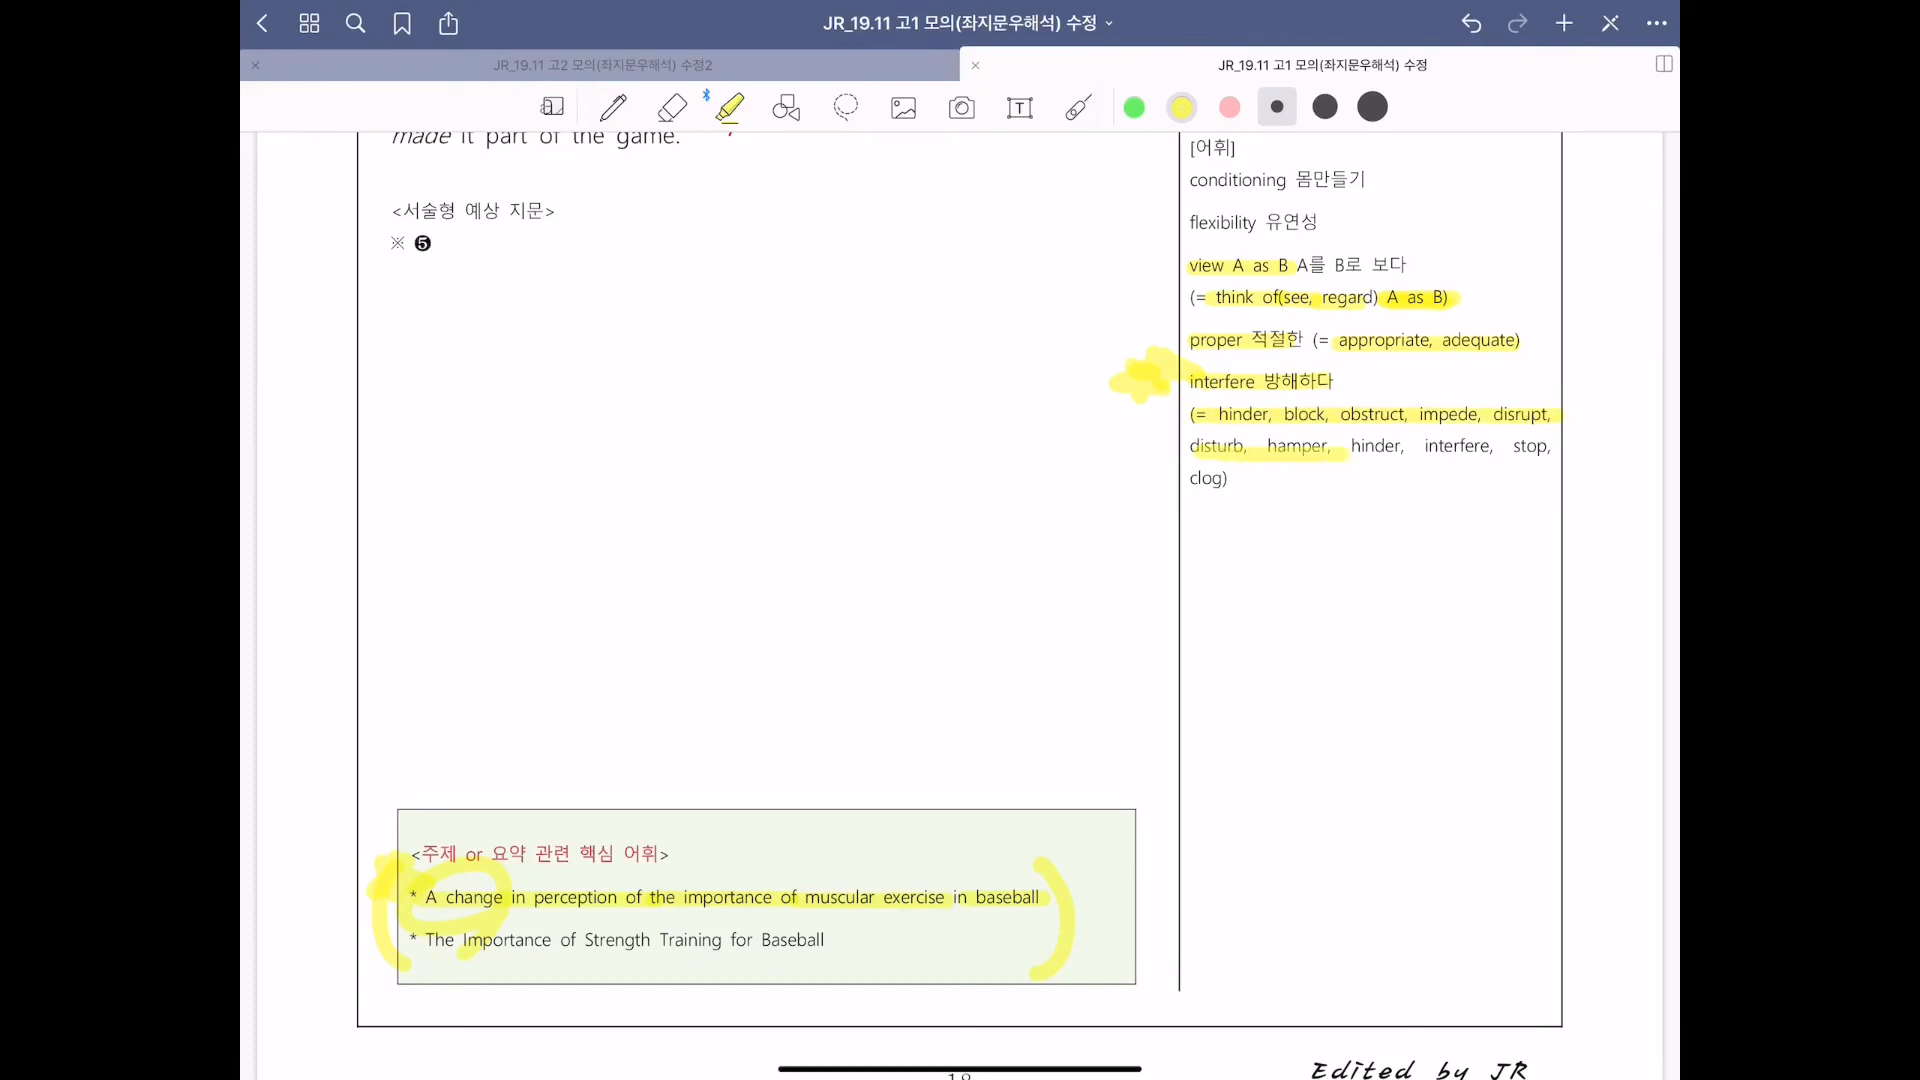 JR_19.11 고1 모의(좌지문우해석) 수정
JR_19.11 고2 모의(좌지문우해석) 수정2
JR_19.11 고1 모의(좌지문우해석) 수정
made it part of the game.
<서술형 예상 지문>
※ ❺
<주제 or 요약 관련 핵심 어휘>
* A change in perception of the importance of muscular exercise in baseball
* The Importance of Strength Training for Baseball
[어휘]
conditioning 몸만들기
flexibility 유연성
view A as B A를 B로 보다
(= think of(see, regard) A as B)
proper 적절한 (= appropriate, adequate)
interfere 방해하다
(= hinder, block, obstruct, impede, disrupt,
disturb, hamper, hinder, interfere, stop,
clog)
Edited by JR